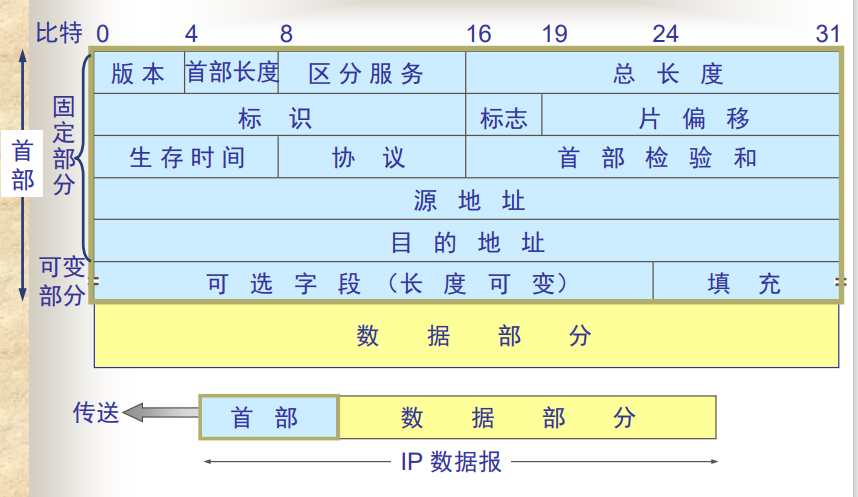 比特 0 4 8 16 19 24 31
版本 首部长度 区分服务 总长度
标识 标志 片偏移
生存时间 协议 首部检验和
源地址
目的地址
可选字段（长度可变） 填充
数据部分
首部
固定部分
可变部分
传送 首部 数据部分
IP 数据报